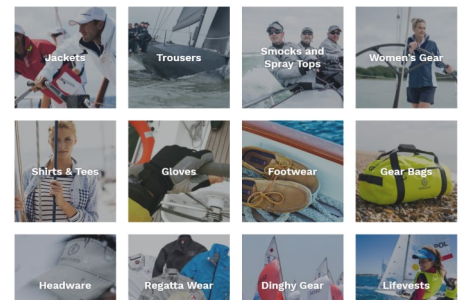 Jackets
Trousers
Smocks and
Spray Tops
Women's Gear
Shirts & Tees
Gloves
Footwear
Gear Bags
Headware
Regatta Wear
Dinghy Gear
Lifevests
POL